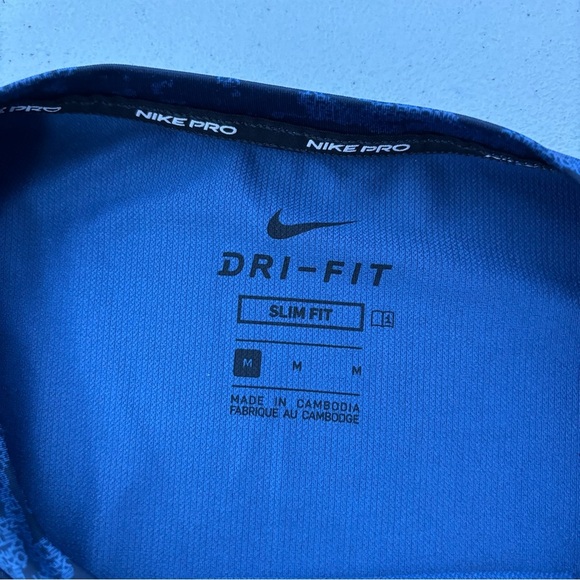 NIKE PRO NIKE PRO
DRI-FIT
SLIM FIT
M M M
MADE IN CAMBODIA
FABRIQUE AU CAMBODGE